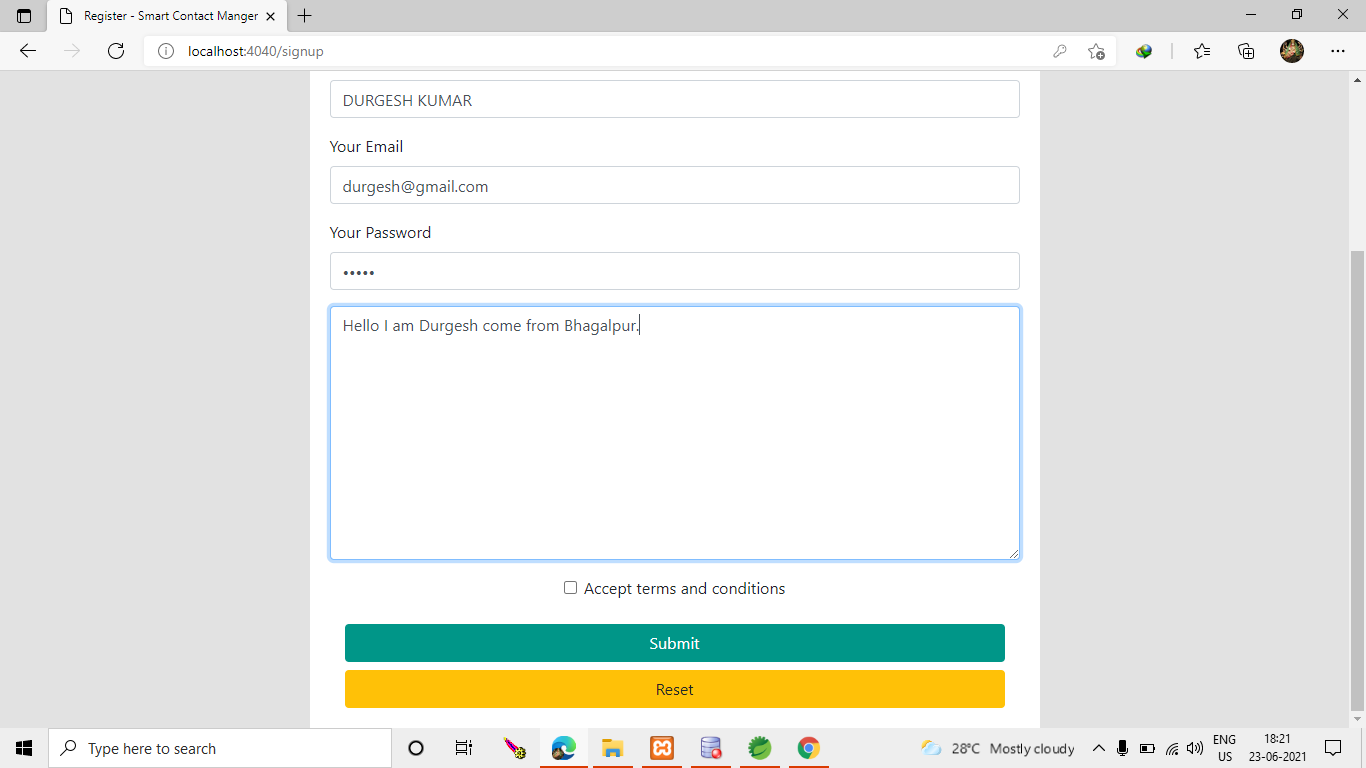 Register - Smart Contact Manger
localhost:4040/signup
DURGESH KUMAR
Your Email
durgesh@gmail.com
Your Password
•••••
Hello I am Durgesh come from Bhagalpur.
Accept terms and conditions
Submit
Reset
Type here to search
28°C Mostly cloudy
ENG
US
18:21
23-06-2021